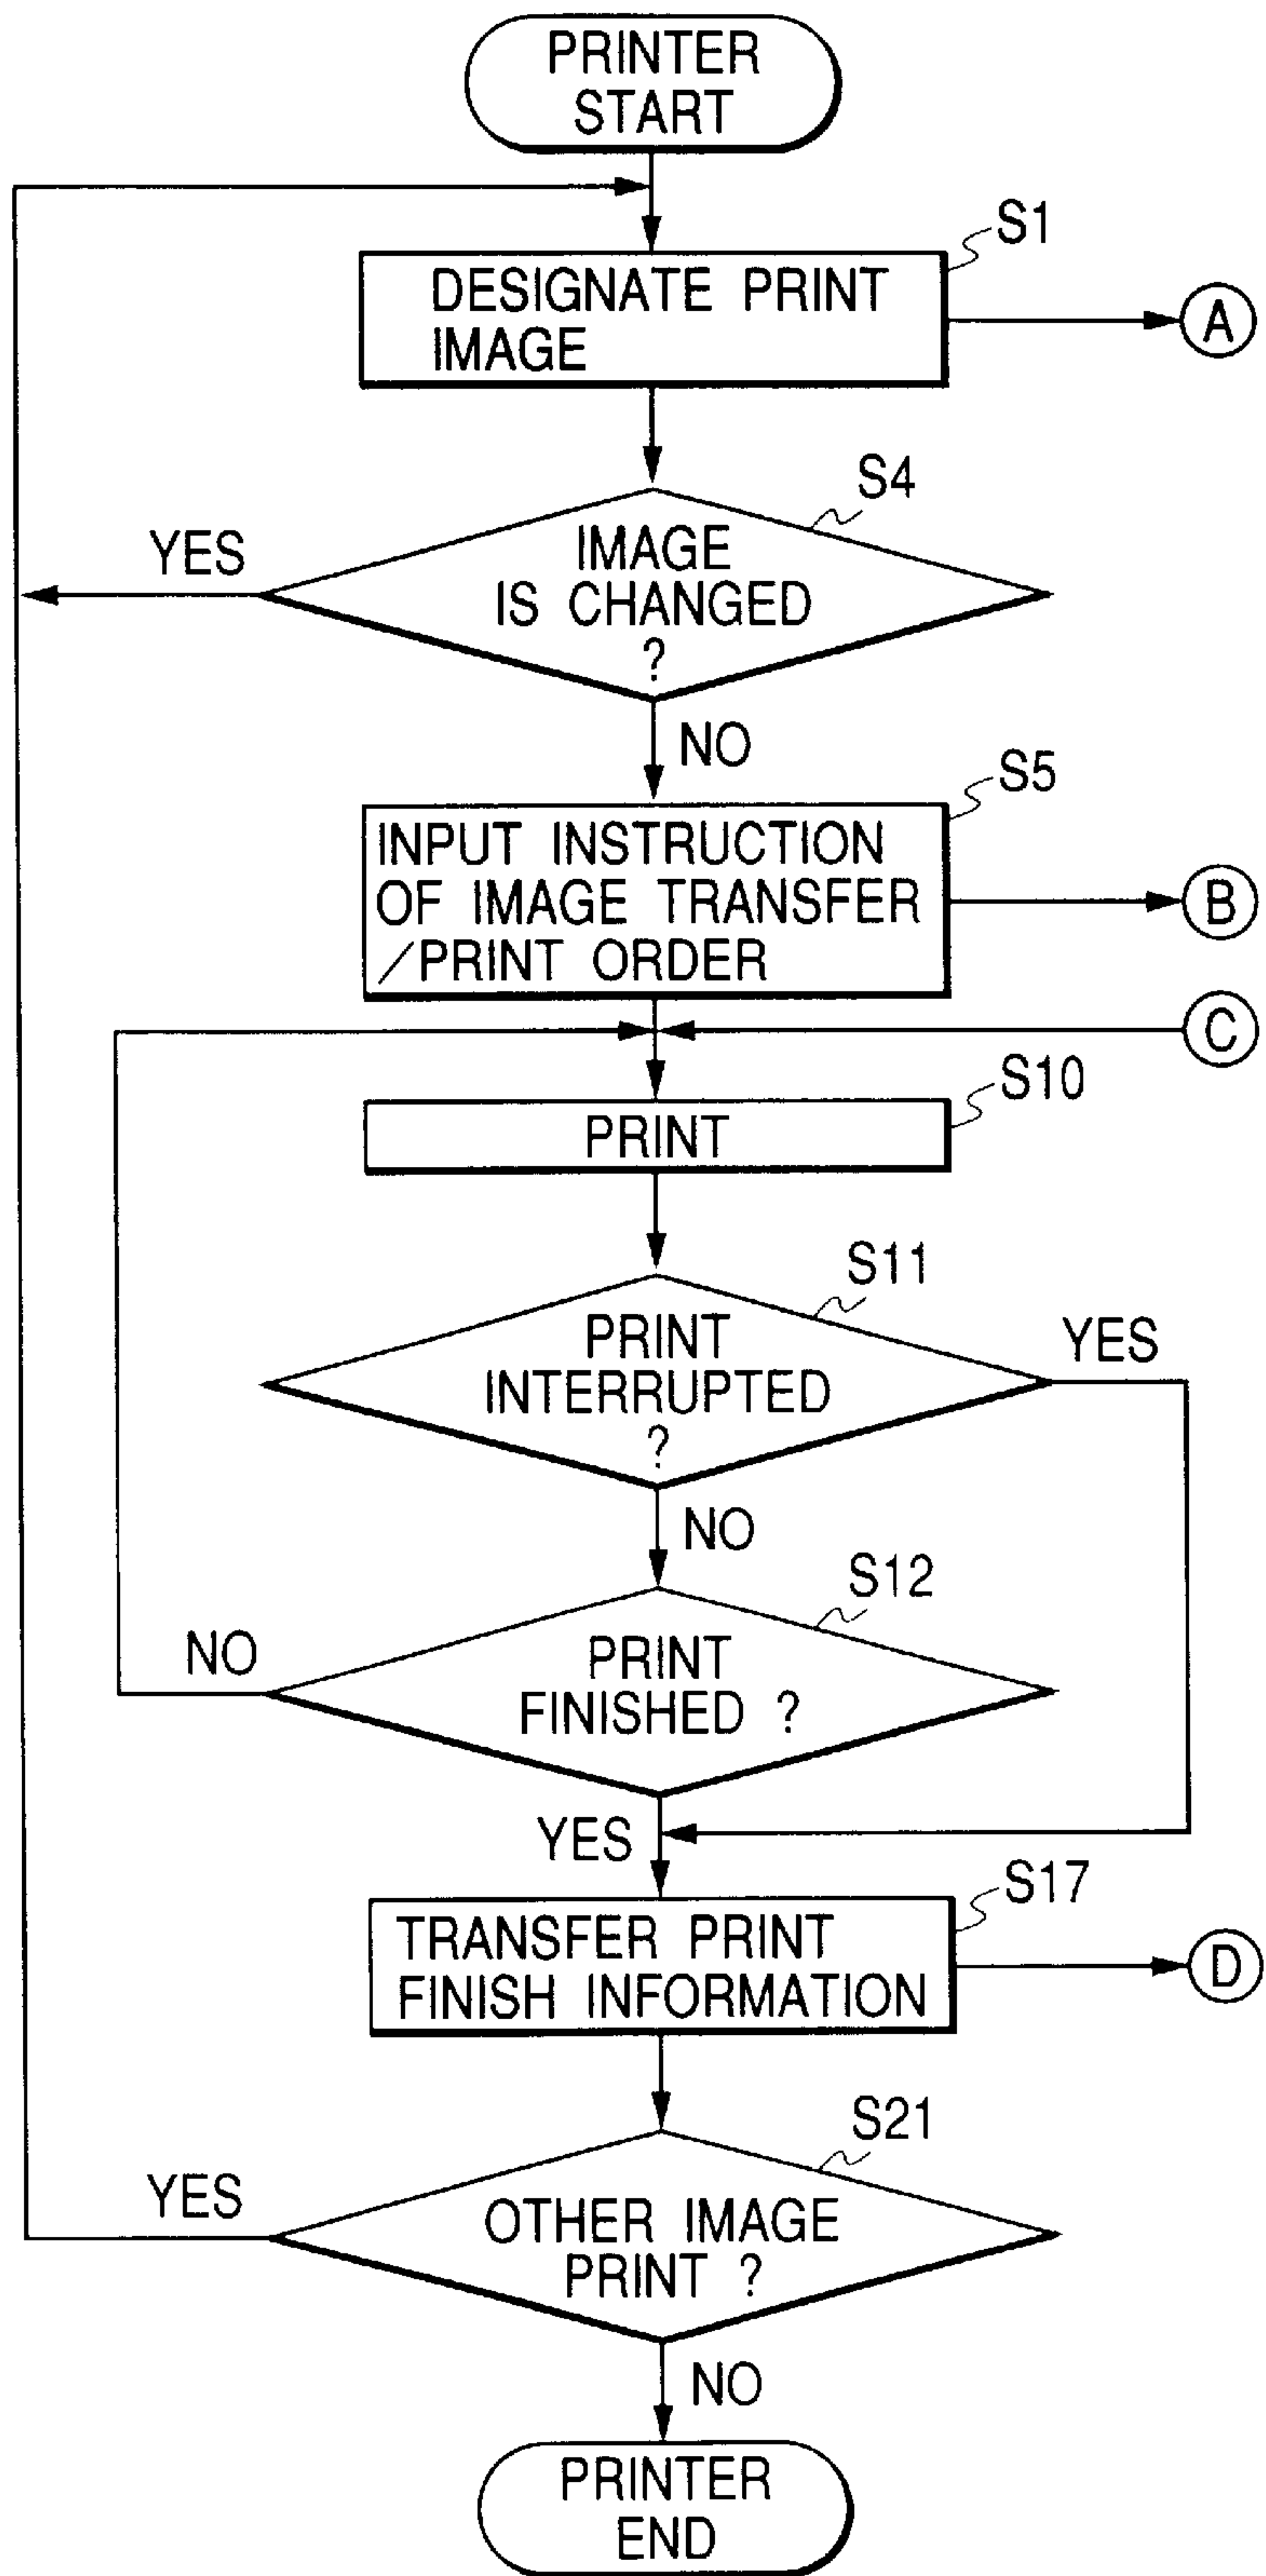 PRINTER
START
S1
DESIGNATE PRINT
IMAGE
A
S4
YES
IMAGE
IS CHANGED
?
NO
S5
INPUT INSTRUCTION
OF IMAGE TRANSFER
/PRINT ORDER
B
C
S10
PRINT
S11
PRINT
INTERRUPTED
?
YES
NO
S12
NO
PRINT
FINISHED ?
YES
S17
TRANSFER PRINT
FINISH INFORMATION
D
S21
YES
OTHER IMAGE
PRINT ?
NO
PRINTER
END